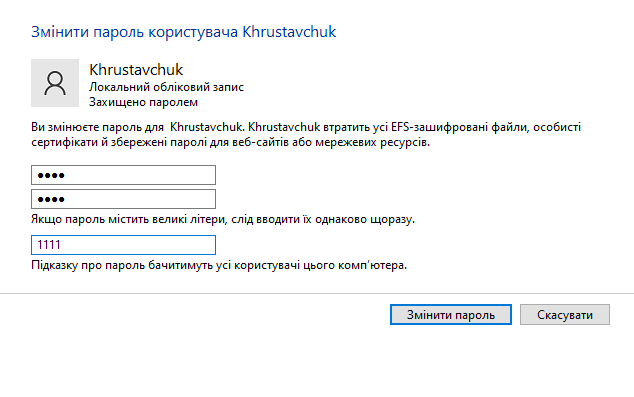 Змінити пароль користувача Khrustavchuk
Khrustavchuk
Локальний обліковий запис
Захищено паролем
Ви змінюєте пароль для Khrustavchuk. Khrustavchuk втратить усі EFS-зашифровані файли, особисті
сертифікати й збережені паролі для веб-сайтів або мережевих ресурсів.
●●●●
●●●●
Якщо пароль містить великі літери, слід вводити їх однаково щоразу.
1111
Підказку про пароль бачитимуть усі користувачі цього комп'ютера.
Змінити пароль
Скасувати